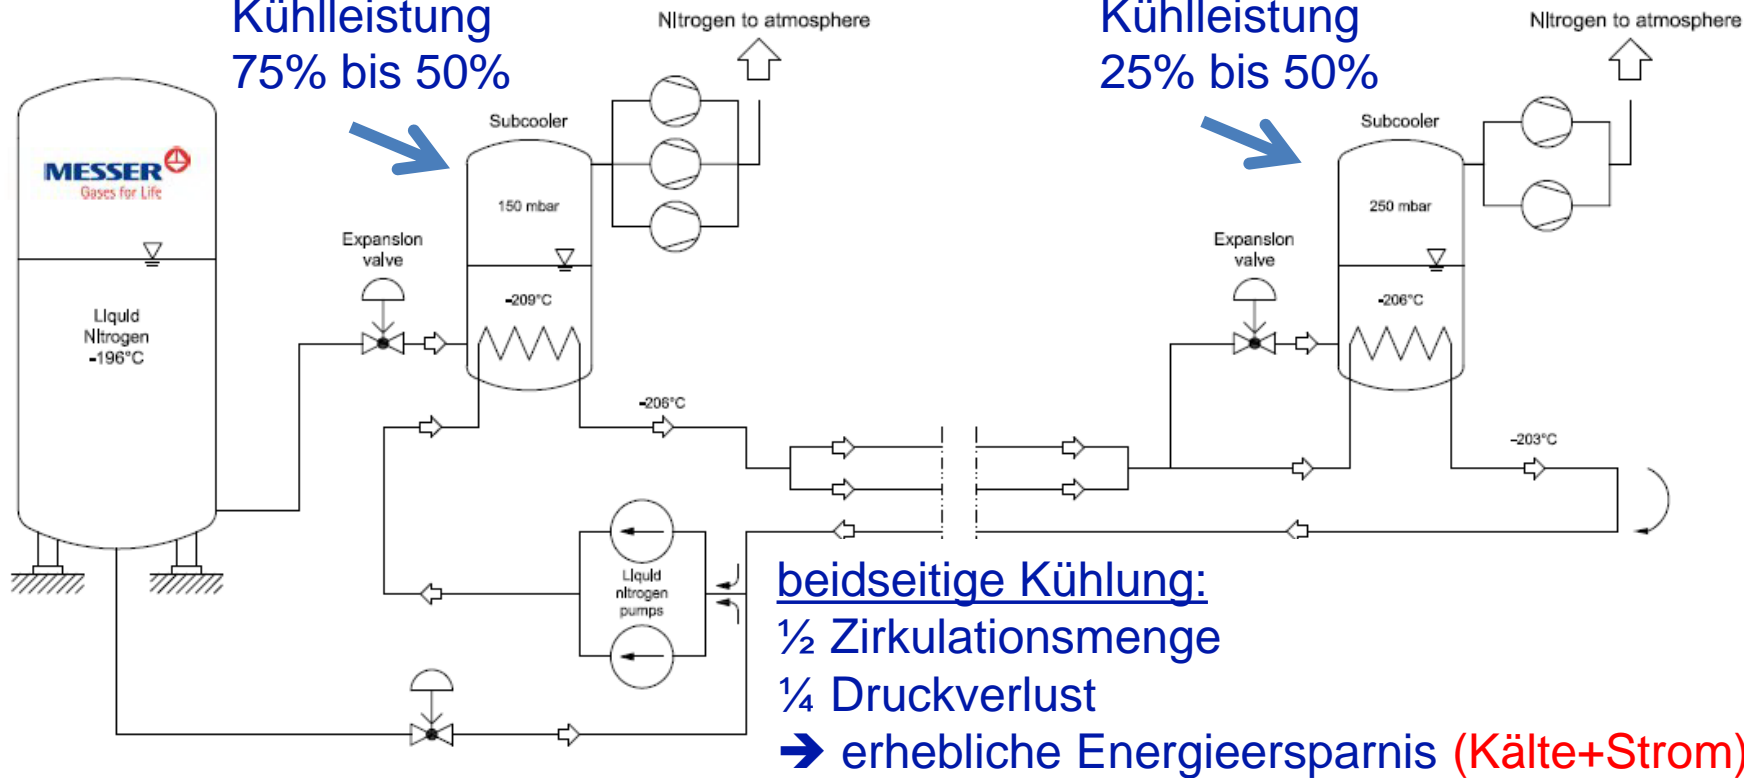 Kühlleistung
75% bis 50%
Nitrogen to atmosphere
Kühlleistung
25% bis 50%
Nitrogen to atmosphere
MESSER
Gases for Life
Subcooler
150 mbar
Expansion
valve
-209°C
Liquid
Nitrogen
-196°C
-206°C
Subcooler
250 mbar
Expansion
valve
-206°C
-203°C
Liquid
nitrogen
pumps
beidseitige Kühlung:
½ Zirkulationsmenge
¼ Druckverlust
➔ erhebliche Energieersparnis (Kälte+Strom)